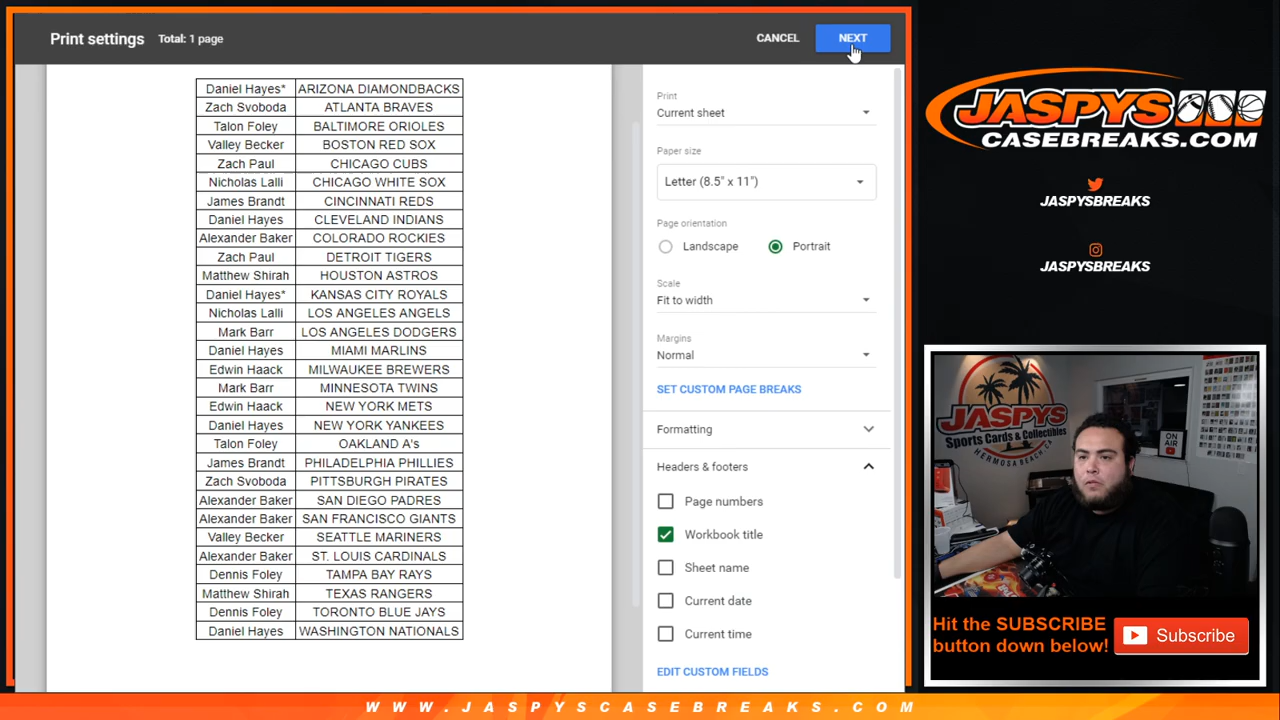 Print settings Total: 1 page CANCEL NEXT
Daniel Hayes* ARIZONA DIAMONDBACKS
Zach Svoboda ATLANTA BRAVES
Talon Foley BALTIMORE ORIOLES
Valley Becker BOSTON RED SOX
Zach Paul CHICAGO CUBS
Nicholas Lalli CHICAGO WHITE SOX
James Brandt CINCINNATI REDS
Daniel Hayes CLEVELAND INDIANS
Alexander Baker COLORADO ROCKIES
Zach Paul DETROIT TIGERS
Matthew Shirah HOUSTON ASTROS
Daniel Hayes* KANSAS CITY ROYALS
Nicholas Lalli LOS ANGELES ANGELS
Mark Barr LOS ANGELES DODGERS
Daniel Hayes MIAMI MARLINS
Edwin Haack MILWAUKEE BREWERS
Mark Barr MINNESOTA TWINS
Edwin Haack NEW YORK METS
Daniel Hayes NEW YORK YANKEES
Talon Foley OAKLAND A's
James Brandt PHILADELPHIA PHILLIES
Zach Svoboda PITTSBURGH PIRATES
Alexander Baker SAN DIEGO PADRES
Alexander Baker SAN FRANCISCO GIANTS
Valley Becker SEATTLE MARINERS
Alexander Baker ST. LOUIS CARDINALS
Dennis Foley TAMPA BAY RAYS
Matthew Shirah TEXAS RANGERS
Dennis Foley TORONTO BLUE JAYS
Daniel Hayes WASHINGTON NATIONALS
Print
Current sheet
Paper size
Letter (8.5" x 11")
Page orientation
Landscape Portrait
Scale
Fit to width
Margins
Normal
SET CUSTOM PAGE BREAKS
Formatting
Headers & footers
Page numbers
Workbook title
Sheet name
Current date
Current time
EDIT CUSTOM FIELDS
JASPYS
CASEBREAKS.COM
JASPYSBREAKS
JASPYSBREAKS
JASPYS
Sports Cards & Collectibles
HERMOSA BEACH CA
ON
AIR
Hit the SUBSCRIBE
button down below!
Subscribe
WWW.JASPYSCASEBREAKS.COM